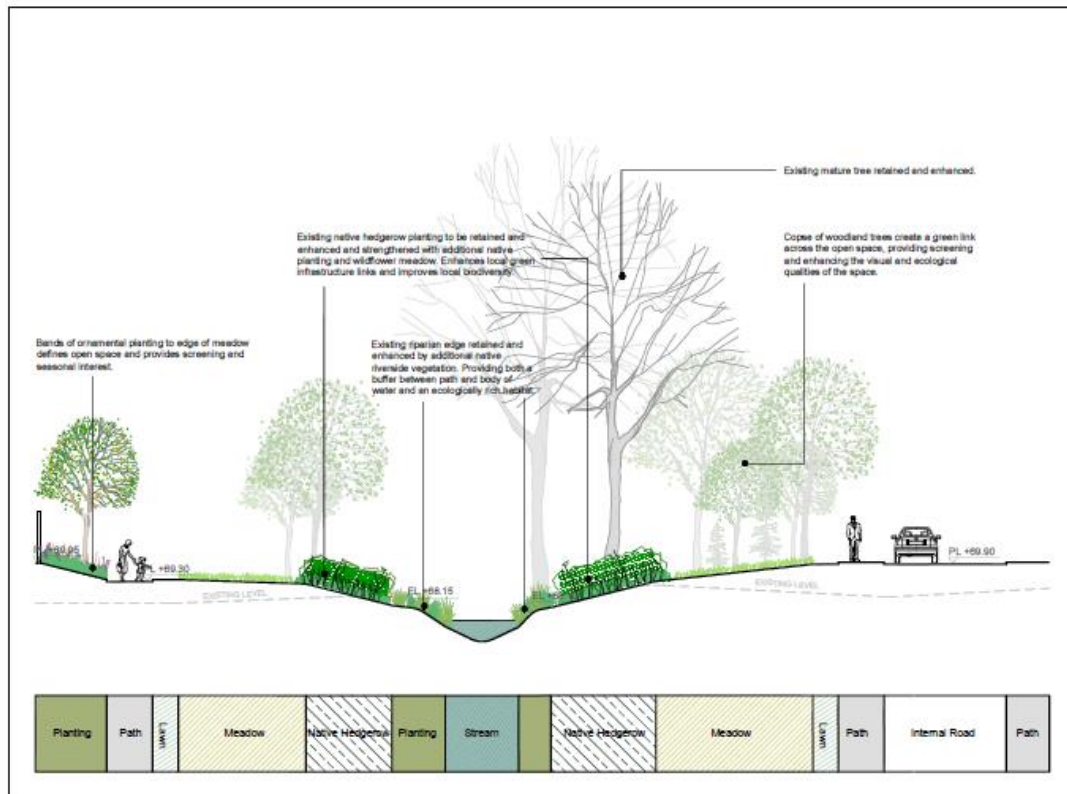 Existing mature tree retained and enhanced.
Existing native hedgerow planting to be retained and
enhanced and strengthened with additional native
planting and wildflower meadow. Enhances local green
infrastructure links and improves local biodiversity.
Copse of woodland trees create a green link
across the open space, providing screening
and enhancing the visual and ecological
qualities of the space.
Bands of ornamental planting to edge of meadow
defines open space and provides screening and
seasonal interest.
Existing riparian edge retained and
enhanced by additional native
riverside vegetation. Providing both a
buffer between path and body of
water and an ecologically rich habitat.
+69.95
PL +69.30
PL +69.90
EXISTING LEVEL
EXISTING LEVEL
EL +68.15
EL
Planting
Path
Lawn
Meadow
Native Hedgerow
Planting
Stream
Native Hedgerow
Meadow
Lawn
Path
Internal Road
Path